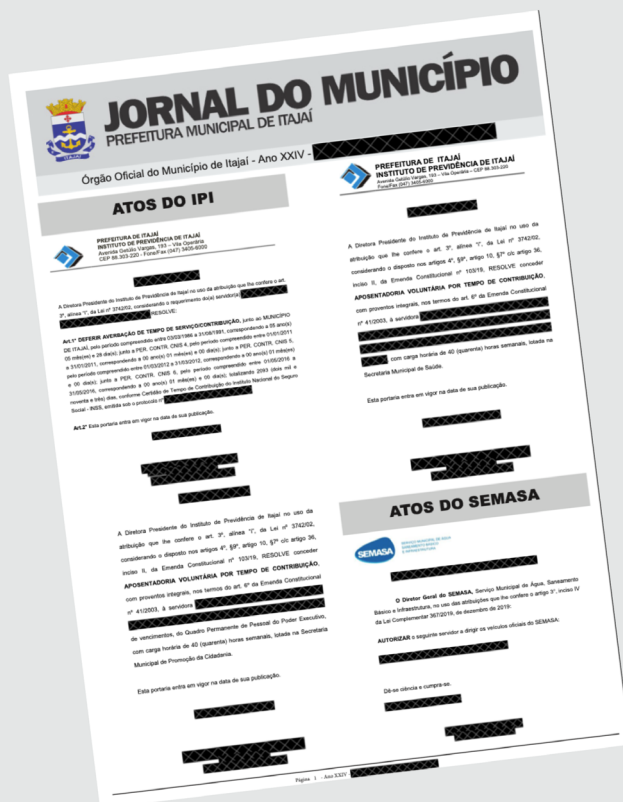 JORNAL DO MUNICÍPIO
PREFEITURA MUNICIPAL DE ITAJAÍ
ITAJAÍ
Órgão Oficial do Município de Itajaí - Ano XXIV -
ATOS DO IPI
PREFEITURA DE ITAJAÍ
INSTITUTO DE PREVIDÊNCIA DE ITAJAÍ
Avenida Getúlio Vargas, 193 – Vila Operária
CEP 88.303-220 - Fone/Fax (047) 3405-6000
A Diretora Presidente do Instituto de Previdência de Itajaí no uso da atribuição que lhe confere o art.
3º, alínea "i", da Lei nº 3742/02, considerando o requerimento do(a) servidor(a)
RESOLVE:
Art.1º DEFERIR AVERBAÇÃO DE TEMPO DE SERVIÇO/CONTRIBUIÇÃO, junto ao MUNICÍPIO
DE ITAJAÍ, pelo período compreendido entre 03/03/1986 a 31/08/1991, correspondendo a 05 ano(s)
05 mês(es) e 28 dia(s); junto a PER. CONTR. CNIS 4, pelo período compreendido entre 01/01/2011
a 31/01/2011, correspondendo a 00 ano(s) 01 mês(es) e 00 dia(s); junto a PER. CONTR. CNIS 5,
pelo período compreendido entre 01/03/2012 a 31/03/2012, correspondendo a 00 ano(s) 01 mês(es)
e 00 dia(s); junto a PER. CONTR. CNIS 6, pelo período compreendido entre 01/05/2016 a
31/05/2016, correspondendo a 00 ano(s) 01 mês(es) e 00 dia(s); totalizando 2093 (dois mil e
noventa e três) dias, conforme Certidão de Tempo de Contribuição do Instituto Nacional do Seguro
Social - INSS, emitida sob o protocolo nº
Art.2º Esta portaria entra em vigor na data de sua publicação.
A Diretora Presidente do Instituto de Previdência de Itajaí no uso da
atribuição que lhe confere o art. 3º, alínea "i", da Lei nº 3742/02,
considerando o disposto nos artigos 4º, §9º, artigo 10, §7º c/c artigo 36,
inciso II, da Emenda Constitucional nº 103/19, RESOLVE conceder
APOSENTADORIA VOLUNTÁRIA POR TEMPO DE CONTRIBUIÇÃO,
com proventos integrais, nos termos do art. 6º da Emenda Constitucional
nº 41/2003, à servidora
de vencimentos, do Quadro Permanente de Pessoal do Poder Executivo,
com carga horária de 40 (quarenta) horas semanais, lotada na Secretaria
Municipal de Promoção da Cidadania.
Esta portaria entra em vigor na data de sua publicação.
PREFEITURA DE ITAJAÍ
INSTITUTO DE PREVIDÊNCIA DE ITAJAÍ
Avenida Getúlio Vargas, 193 – Vila Operária – CEP 88.303-220
Fone/Fax (047) 3405-6000
A Diretora Presidente do Instituto de Previdência de Itajaí no uso da
atribuição que lhe confere o art. 3º, alínea "i", da Lei nº 3742/02,
considerando o disposto nos artigos 4º, §9º, artigo 10, §7º c/c artigo 36,
inciso II, da Emenda Constitucional nº 103/19, RESOLVE conceder
APOSENTADORIA VOLUNTÁRIA POR TEMPO DE CONTRIBUIÇÃO,
com proventos integrais, nos termos do art. 6º da Emenda Constitucional
nº 41/2003, à servidora
, com carga horária de 40 (quarenta) horas semanais, lotada na
Secretaria Municipal de Saúde.
Esta portaria entra em vigor na data de sua publicação.
ATOS DO SEMASA
SEMASA
SERVIÇO MUNICIPAL DE ÁGUA
SANEAMENTO BÁSICO
E INFRAESTRUTURA
O Diretor Geral do SEMASA, Serviço Municipal de Água, Saneamento
Básico e Infraestrutura, no uso das atribuições que lhe confere o artigo 3°, inciso IV
da Lei Complementar 367/2019, de dezembro de 2019:
AUTORIZAR o seguinte servidor a dirigir os veículos oficiais do SEMASA:
Dê-se ciência e cumpra-se.
Página 1 - Ano XXIV -